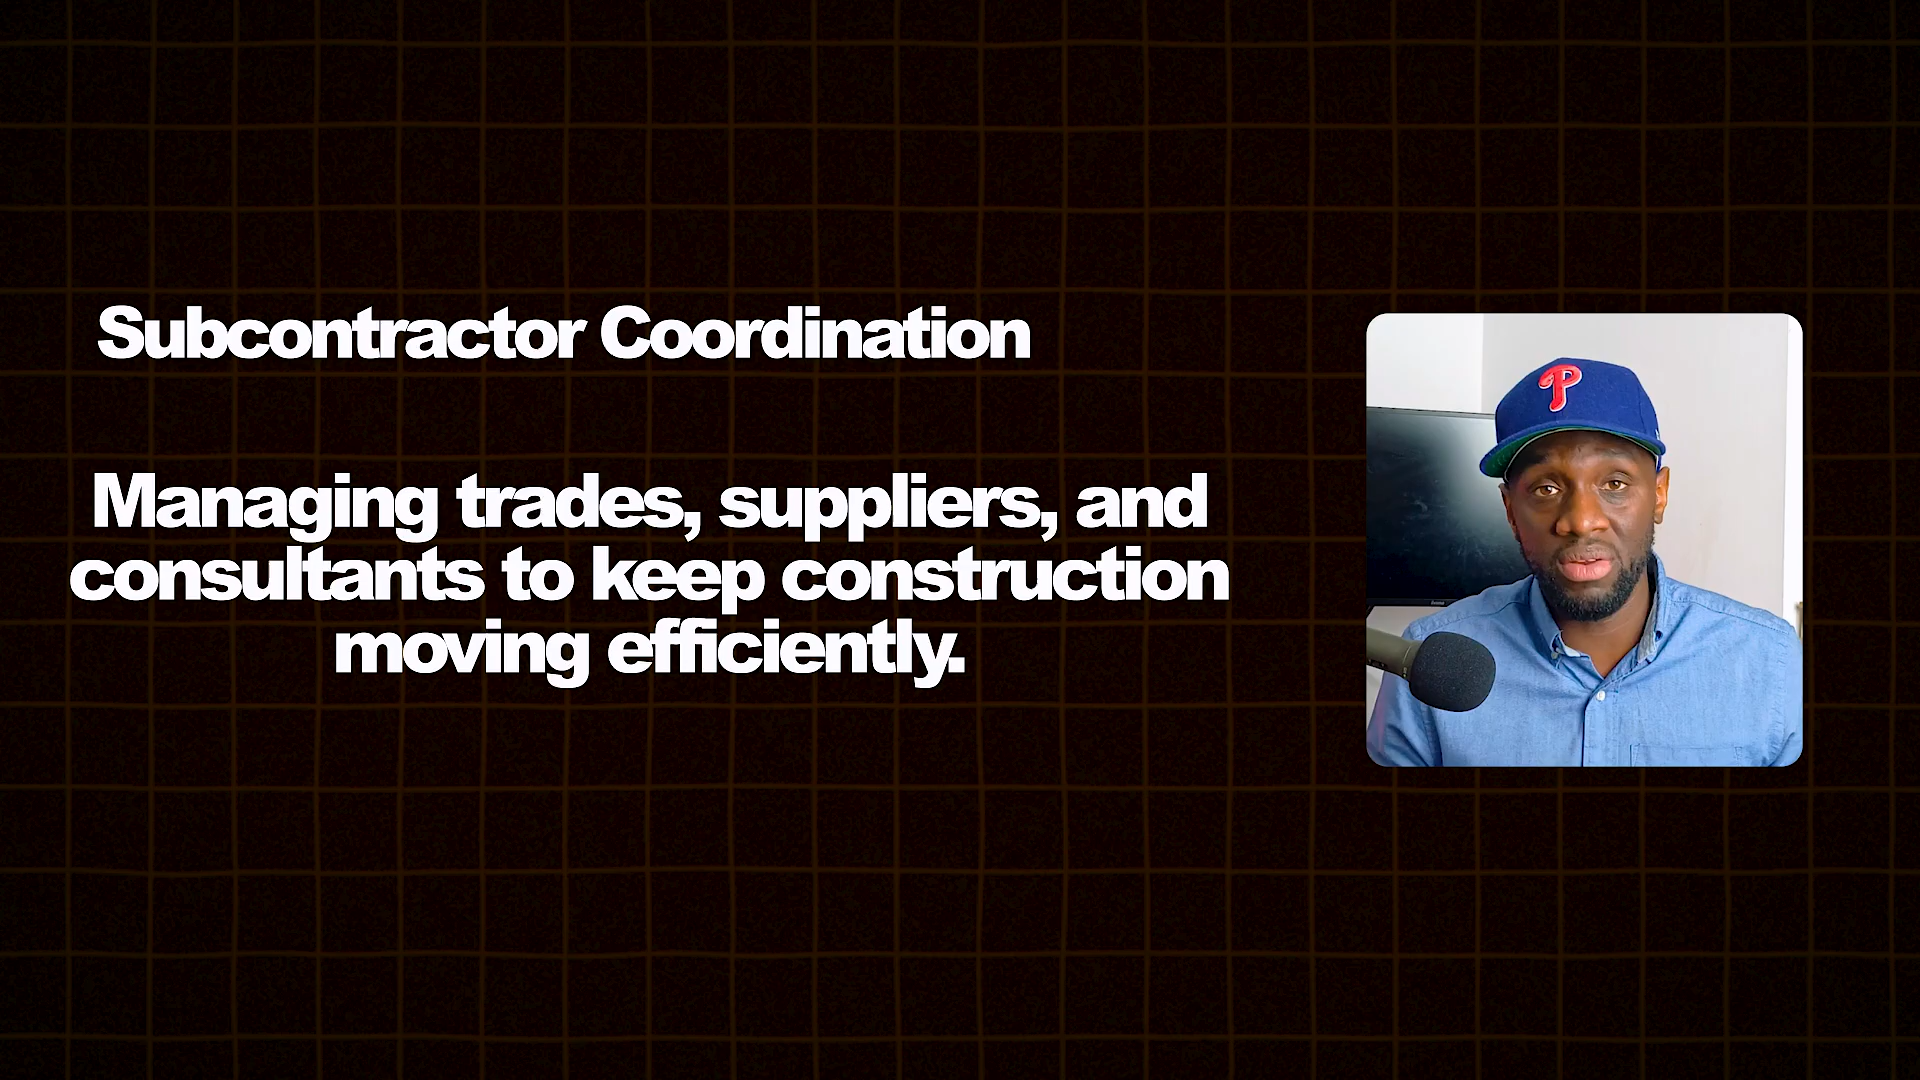 Subcontractor Coordination
Managing trades, suppliers, and
consultants to keep construction
moving efficiently.
P